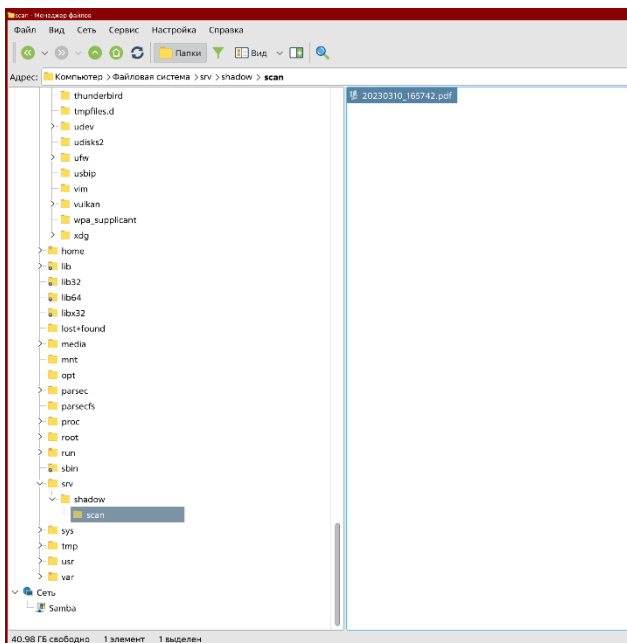 scan - Менеджер файлов
Файл Вид Сеть Сервис Настройка Справка
Папки Вид
Адрес: Компьютер > Файловая система > srv > shadow > scan
thunderbird
tmpfiles.d
udev
udisks2
ufw
usbip
vim
vulkan
wpa_supplicant
xdg
home
lib
lib32
lib64
libx32
lost+found
media
mnt
opt
parsec
parsecfs
proc
root
run
sbin
srv
shadow
scan
sys
tmp
usr
var
Сеть
Samba
20230310_165742.pdf
40.98 ГБ свободно 1 элемент 1 выделен